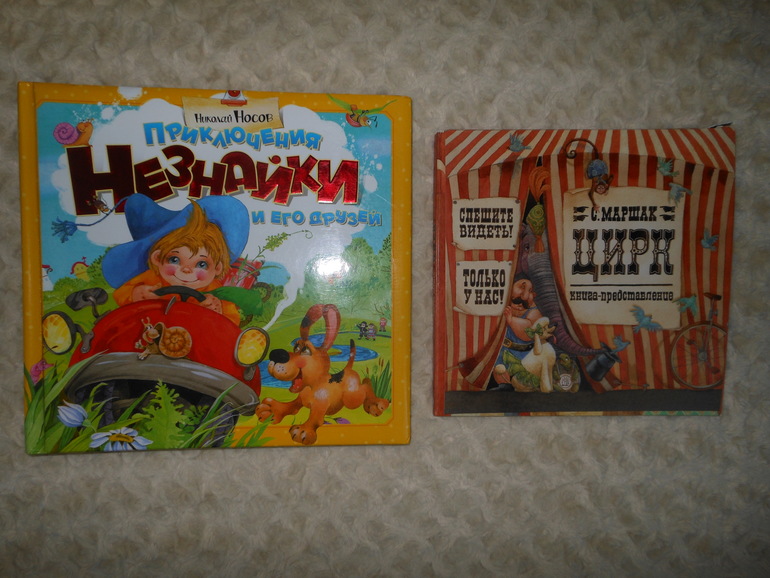 Николай Носов
Приключения
Незнайки
и его друзей
Спешите
видеть!
Только
у нас!
С. Маршак
Цирк
книга-представление